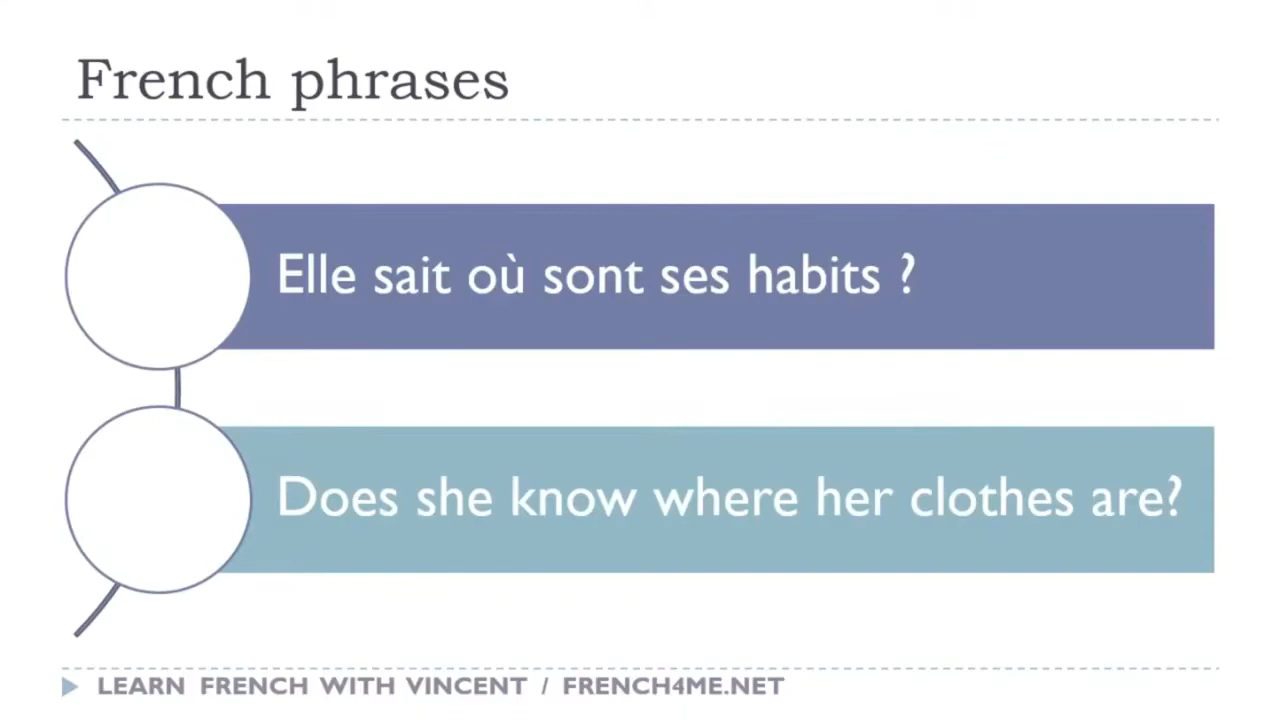 French phrases
Elle sait où sont ses habits ?
Does she know where her clothes are?
LEARN FRENCH WITH VINCENT / FRENCH4ME.NET